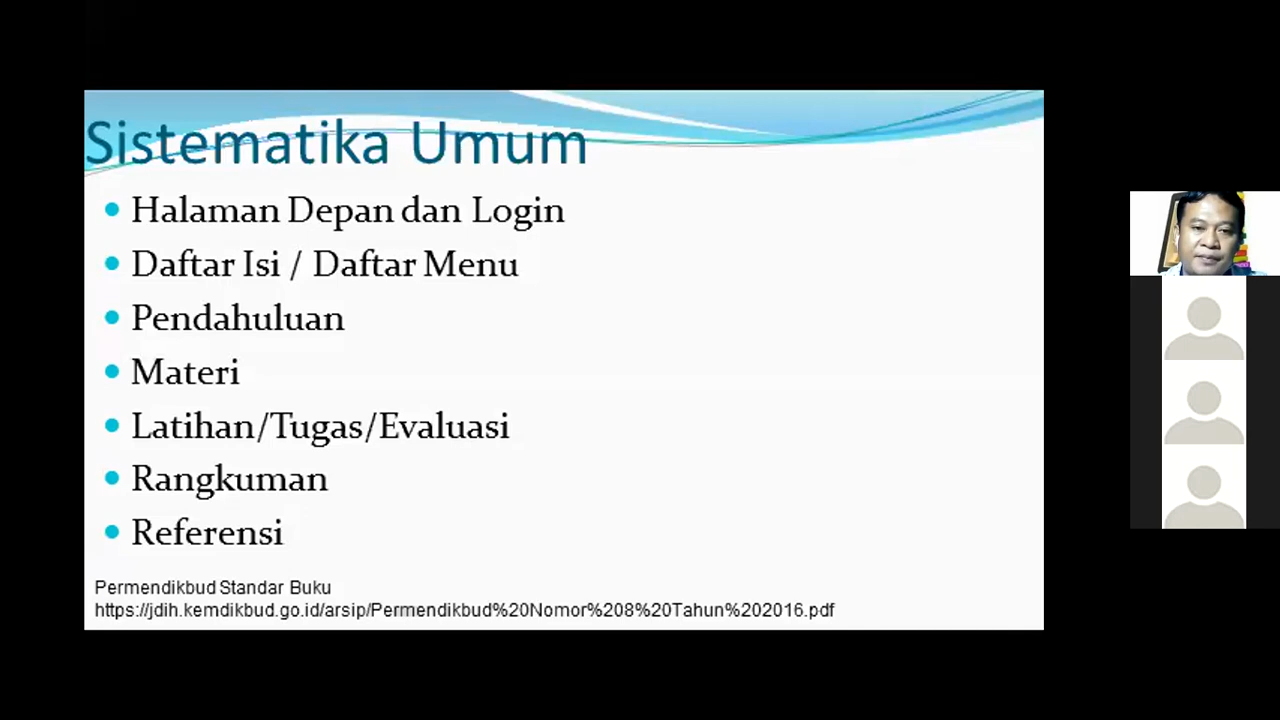 Sistematika Umum
Halaman Depan dan Login
Daftar Isi / Daftar Menu
Pendahuluan
Materi
Latihan/Tugas/Evaluasi
Rangkuman
Referensi
Permendikbud Standar Buku
https://jdih.kemdikbud.go.id/arsip/Permendikbud%20Nomor%208%20Tahun%202016.pdf